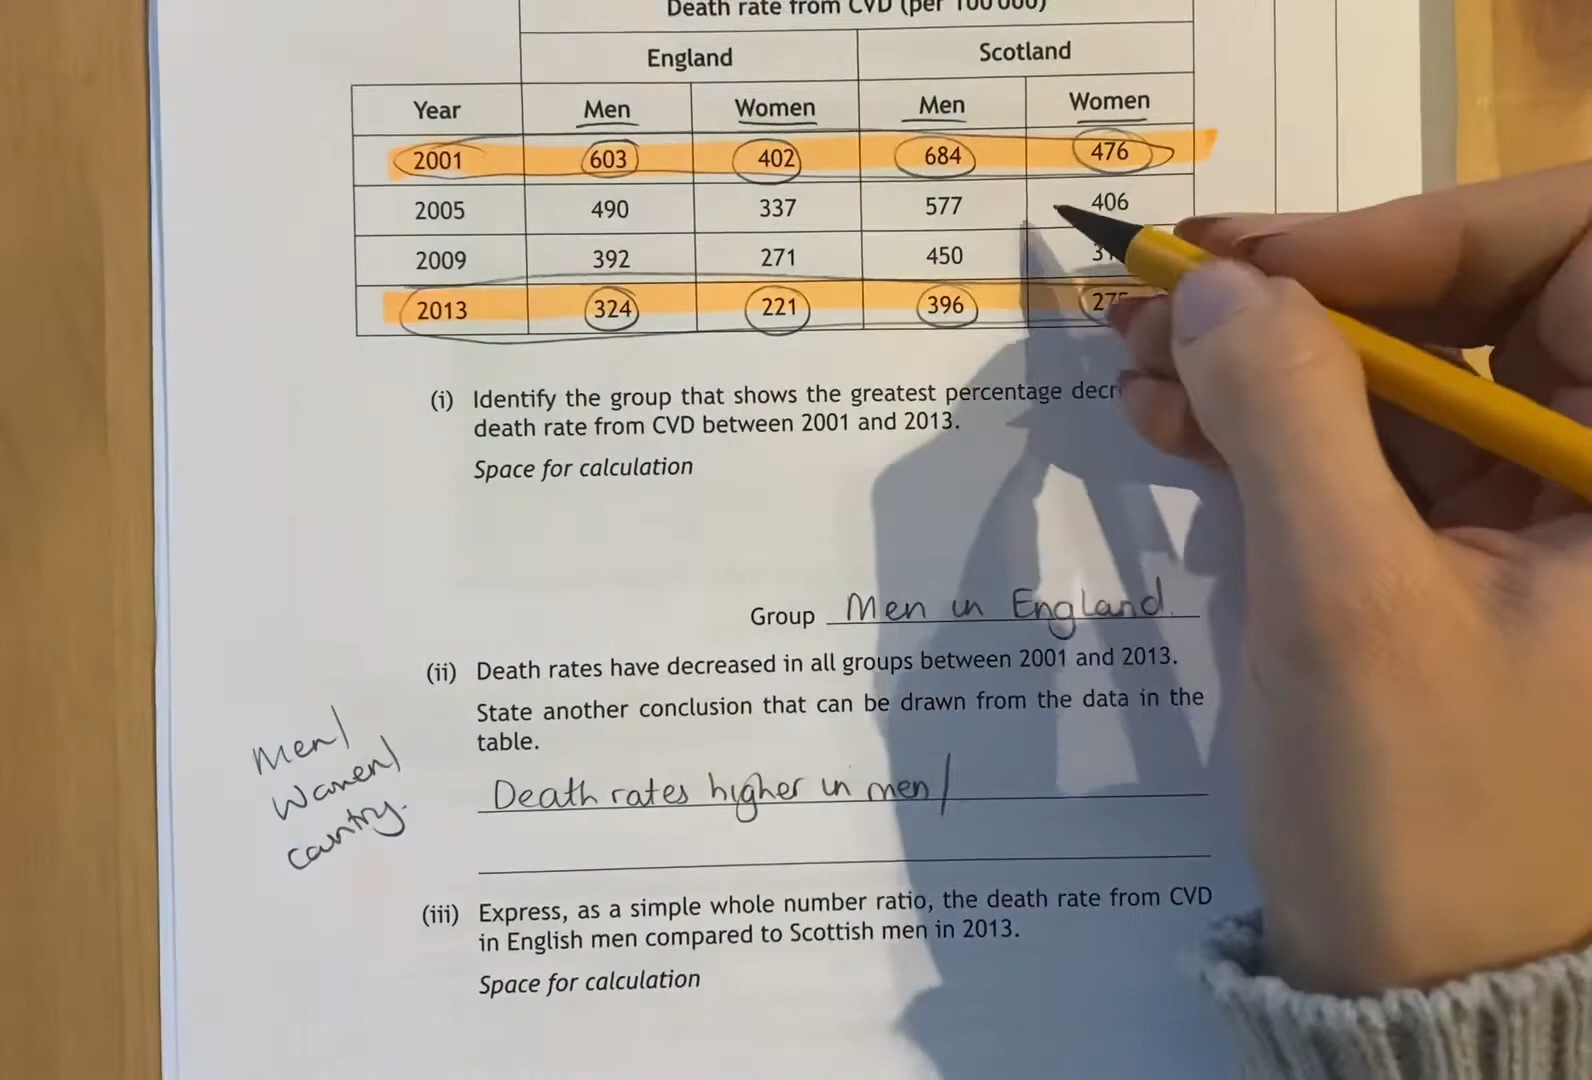 Death rate from CVD (per 100 000)
England Scotland
Year Men Women Men Women
2001 603 402 684 476
2005 490 337 577 406
2009 392 271 450
2013 324 221 396
(i) Identify the group that shows the greatest percentage
death rate from CVD between 2001 and 2013.
Space for calculation
Group Men in England
(ii) Death rates have decreased in all groups between 2001 and 2013.
State another conclusion that can be drawn from the data in the
table.
Men/
Women/
country.
Death rates higher in men/
(iii) Express, as a simple whole number ratio, the death rate from CVD
in English men compared to Scottish men in 2013.
Space for calculation